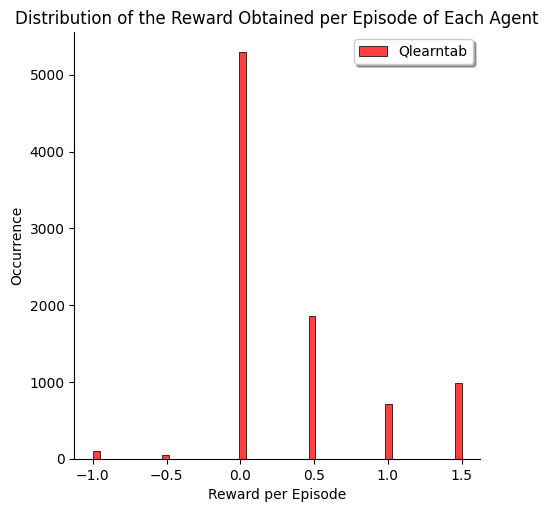 Distribution of the Reward Obtained per Episode of Each Agent
Qlearntab
5000
4000
3000
2000
1000
0
Occurrence
−1.0 −0.5 0.0 0.5 1.0 1.5
Reward per Episode